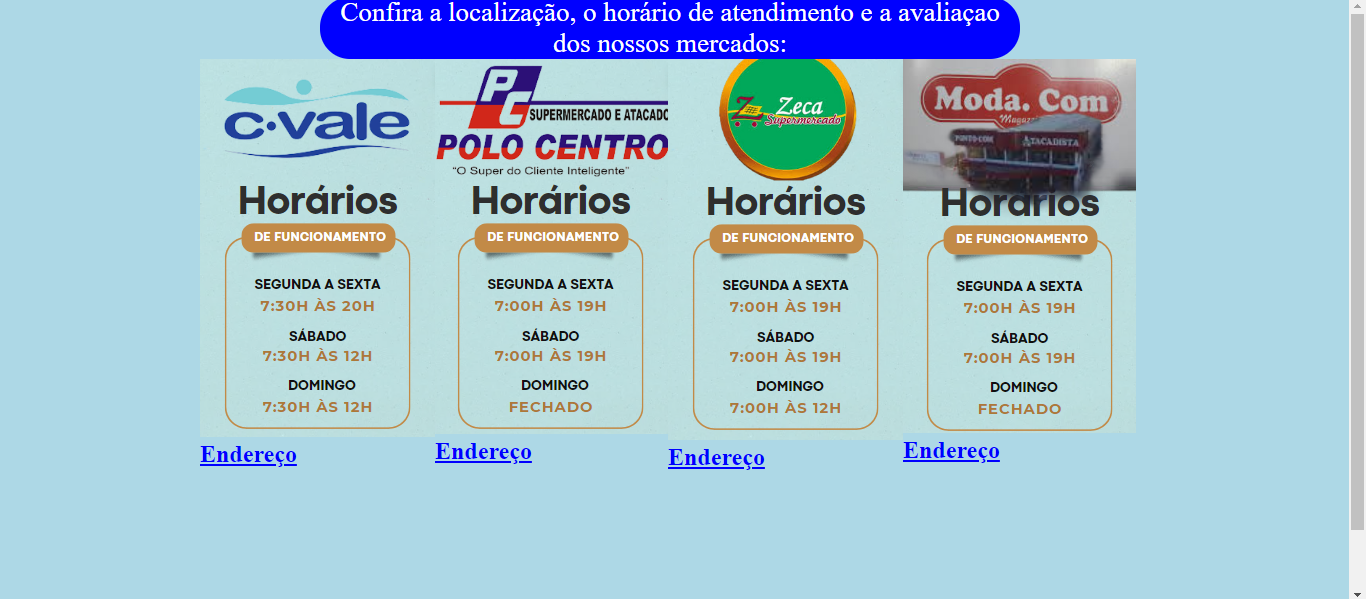 Confira a localização, o horário de atendimento e a avaliaçao
dos nossos mercados:
c.vale
Horários
DE FUNCIONAMENTO
SEGUNDA A SEXTA
7:30H ÀS 20H
SÁBADO
7:30H ÀS 12H
DOMINGO
7:30H ÀS 12H
Endereço
PC
SUPERMERCADO E ATACADO
POLO CENTRO
"O Super do Cliente Inteligente"
Horários
DE FUNCIONAMENTO
SEGUNDA A SEXTA
7:00H ÀS 19H
SÁBADO
7:00H ÀS 19H
DOMINGO
FECHADO
Endereço
Zeca
Supermercado
Horários
DE FUNCIONAMENTO
SEGUNDA A SEXTA
7:00H ÀS 19H
SÁBADO
7:00H ÀS 19H
DOMINGO
7:00H ÀS 12H
Endereço
Moda. Com
PONTO.COM ATACADISTA
Horários
DE FUNCIONAMENTO
SEGUNDA A SEXTA
7:00H ÀS 19H
SÁBADO
7:00H ÀS 19H
DOMINGO
FECHADO
Endereço